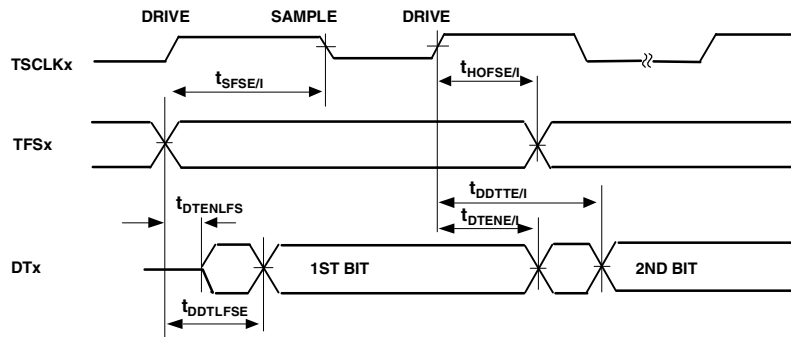 DRIVE SAMPLE DRIVE
TSCLKx
tSFSE/I tHOFSE/I
TFSx
tDDTTE/I
tDTENLFS tDTENE/I
DTx 1ST BIT 2ND BIT
tDDTLFSE